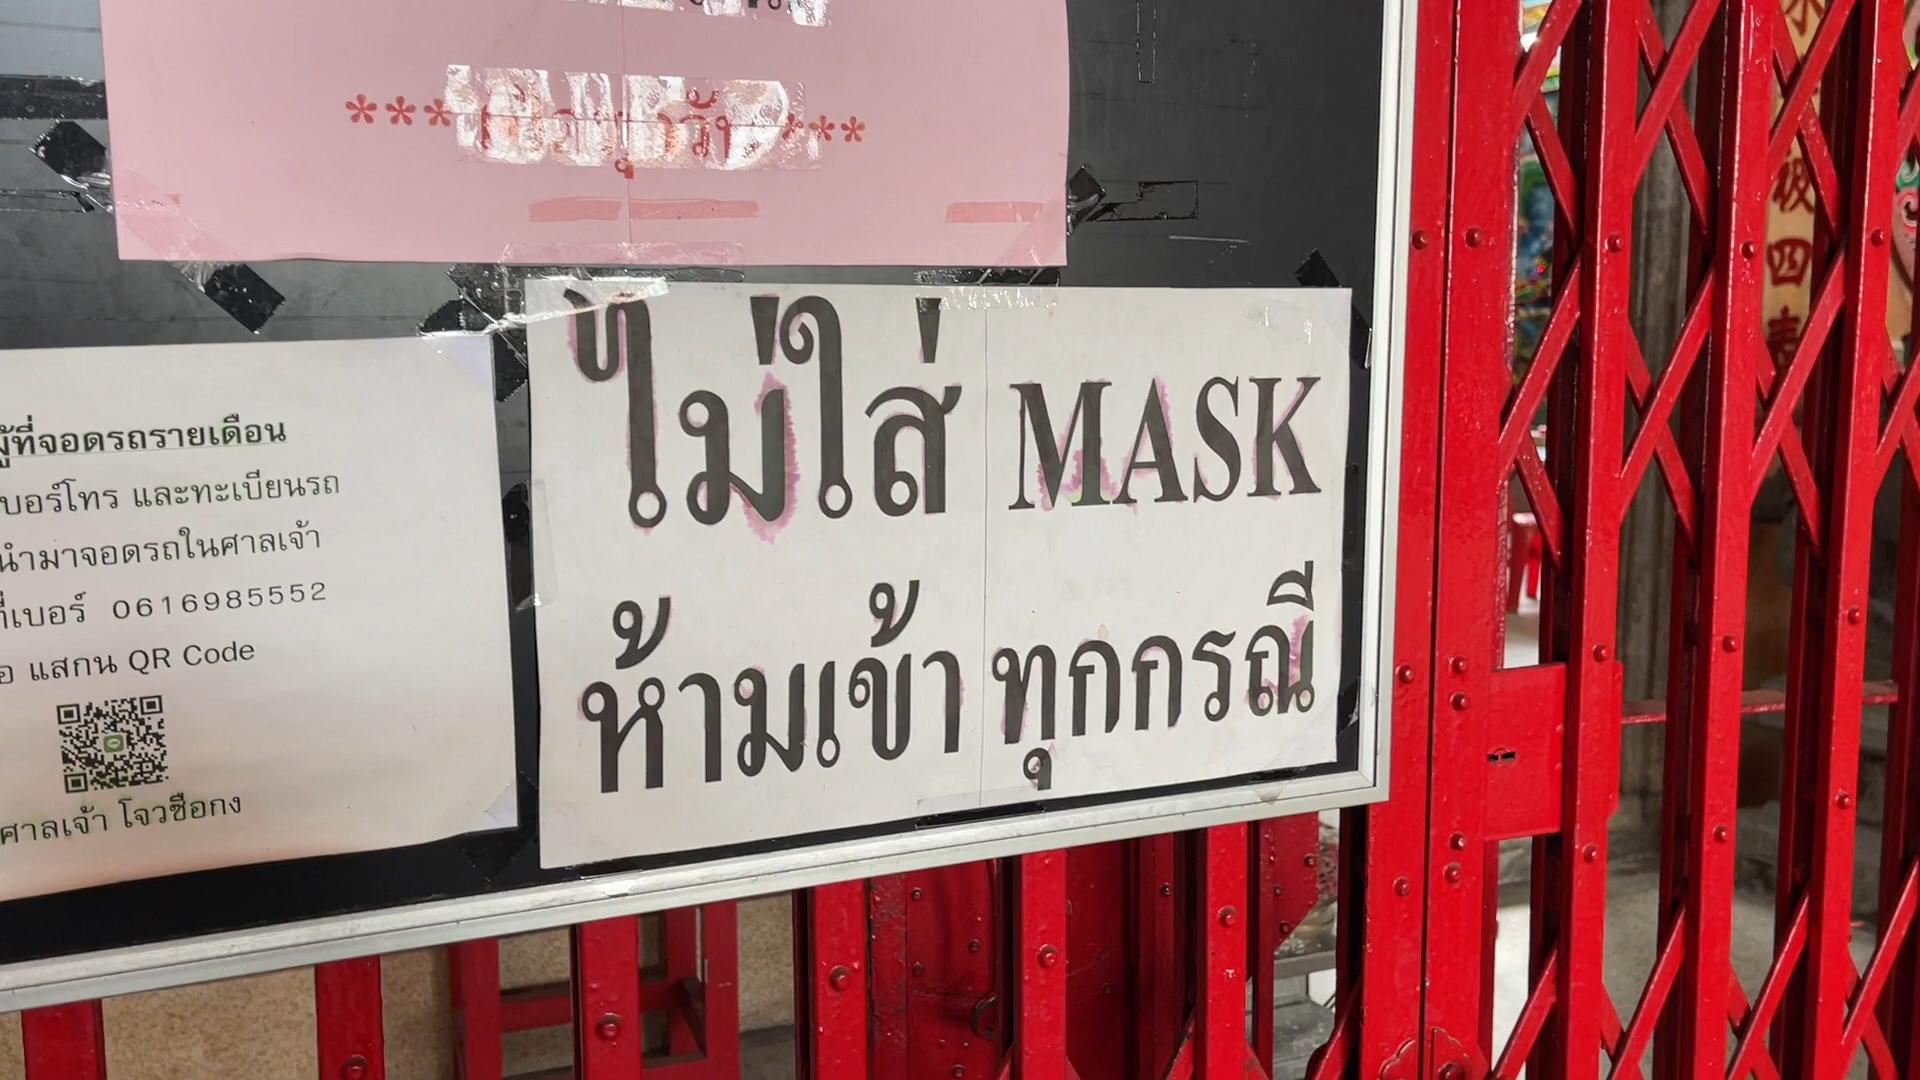 ผู้ที่จอดรถรายเดือน
เบอร์โทร และทะเบียนรถ
นำมาจอดรถในศาลเจ้า
ที่เบอร์ 0616985552
แสกน QR Code
ศาลเจ้า โจวซือกง
ไม่ใส่ MASK
ห้ามเข้า ทุกกรณี